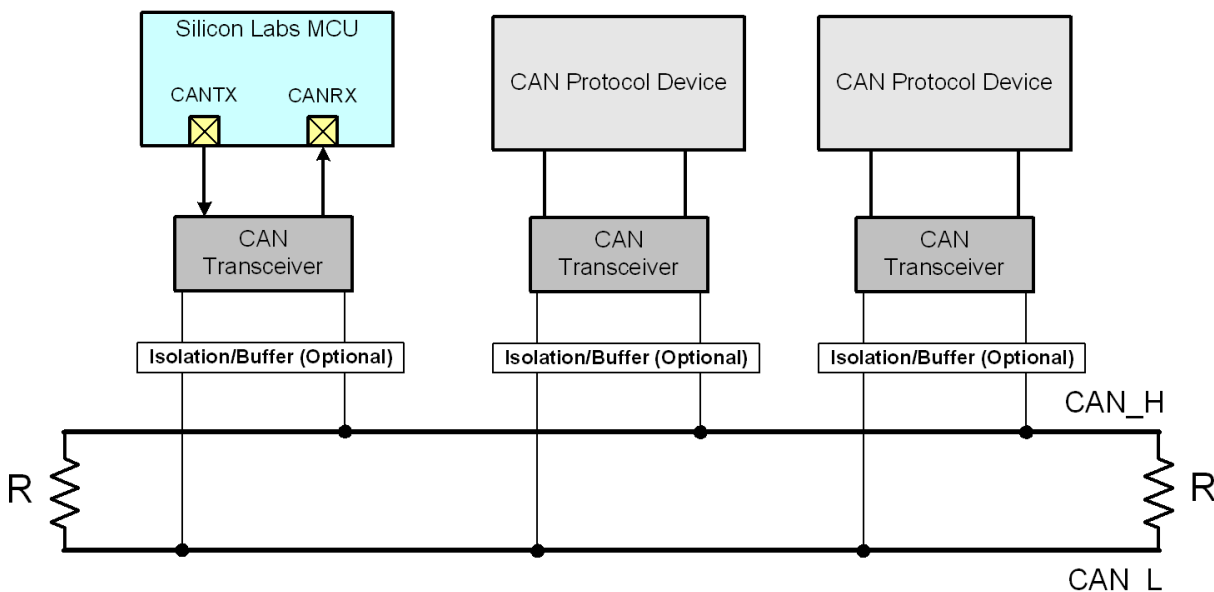 Silicon Labs MCU
CANTX
CANRX
CAN Protocol Device
CAN Protocol Device
CAN
Transceiver
CAN
Transceiver
CAN
Transceiver
Isolation/Buffer (Optional)
Isolation/Buffer (Optional)
Isolation/Buffer (Optional)
CAN_H
R
R
CAN_L